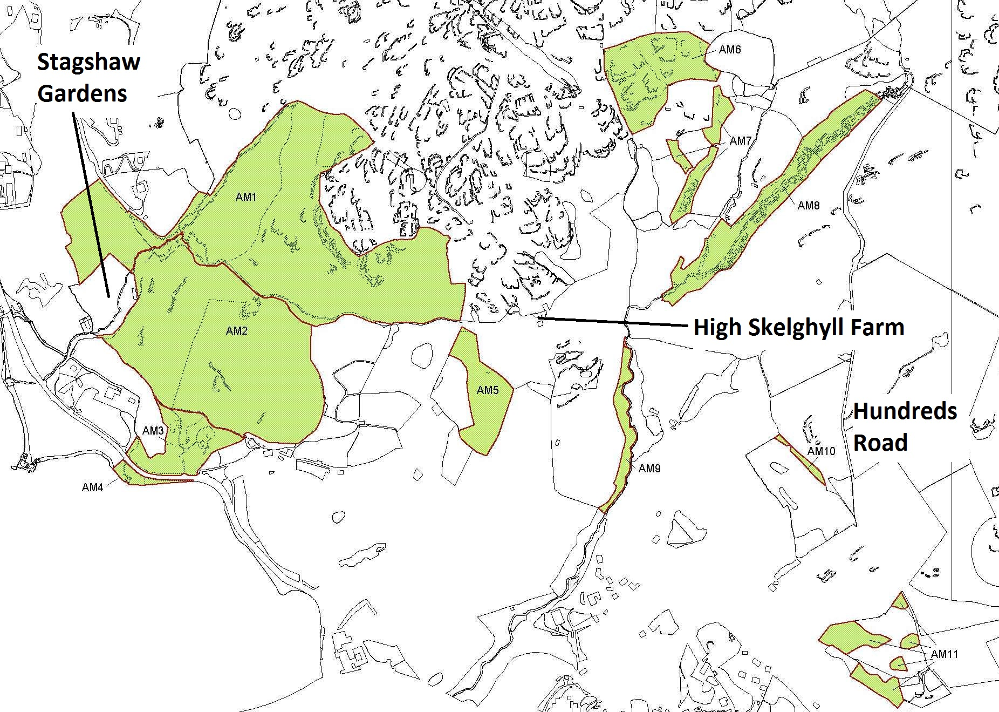 Stagshaw
Gardens
AM6
AM7
AM1
AM8
High Skelghyll Farm
AM2
AM5
Hundreds
Road
AM3
AM10
AM9
AM4
AM11